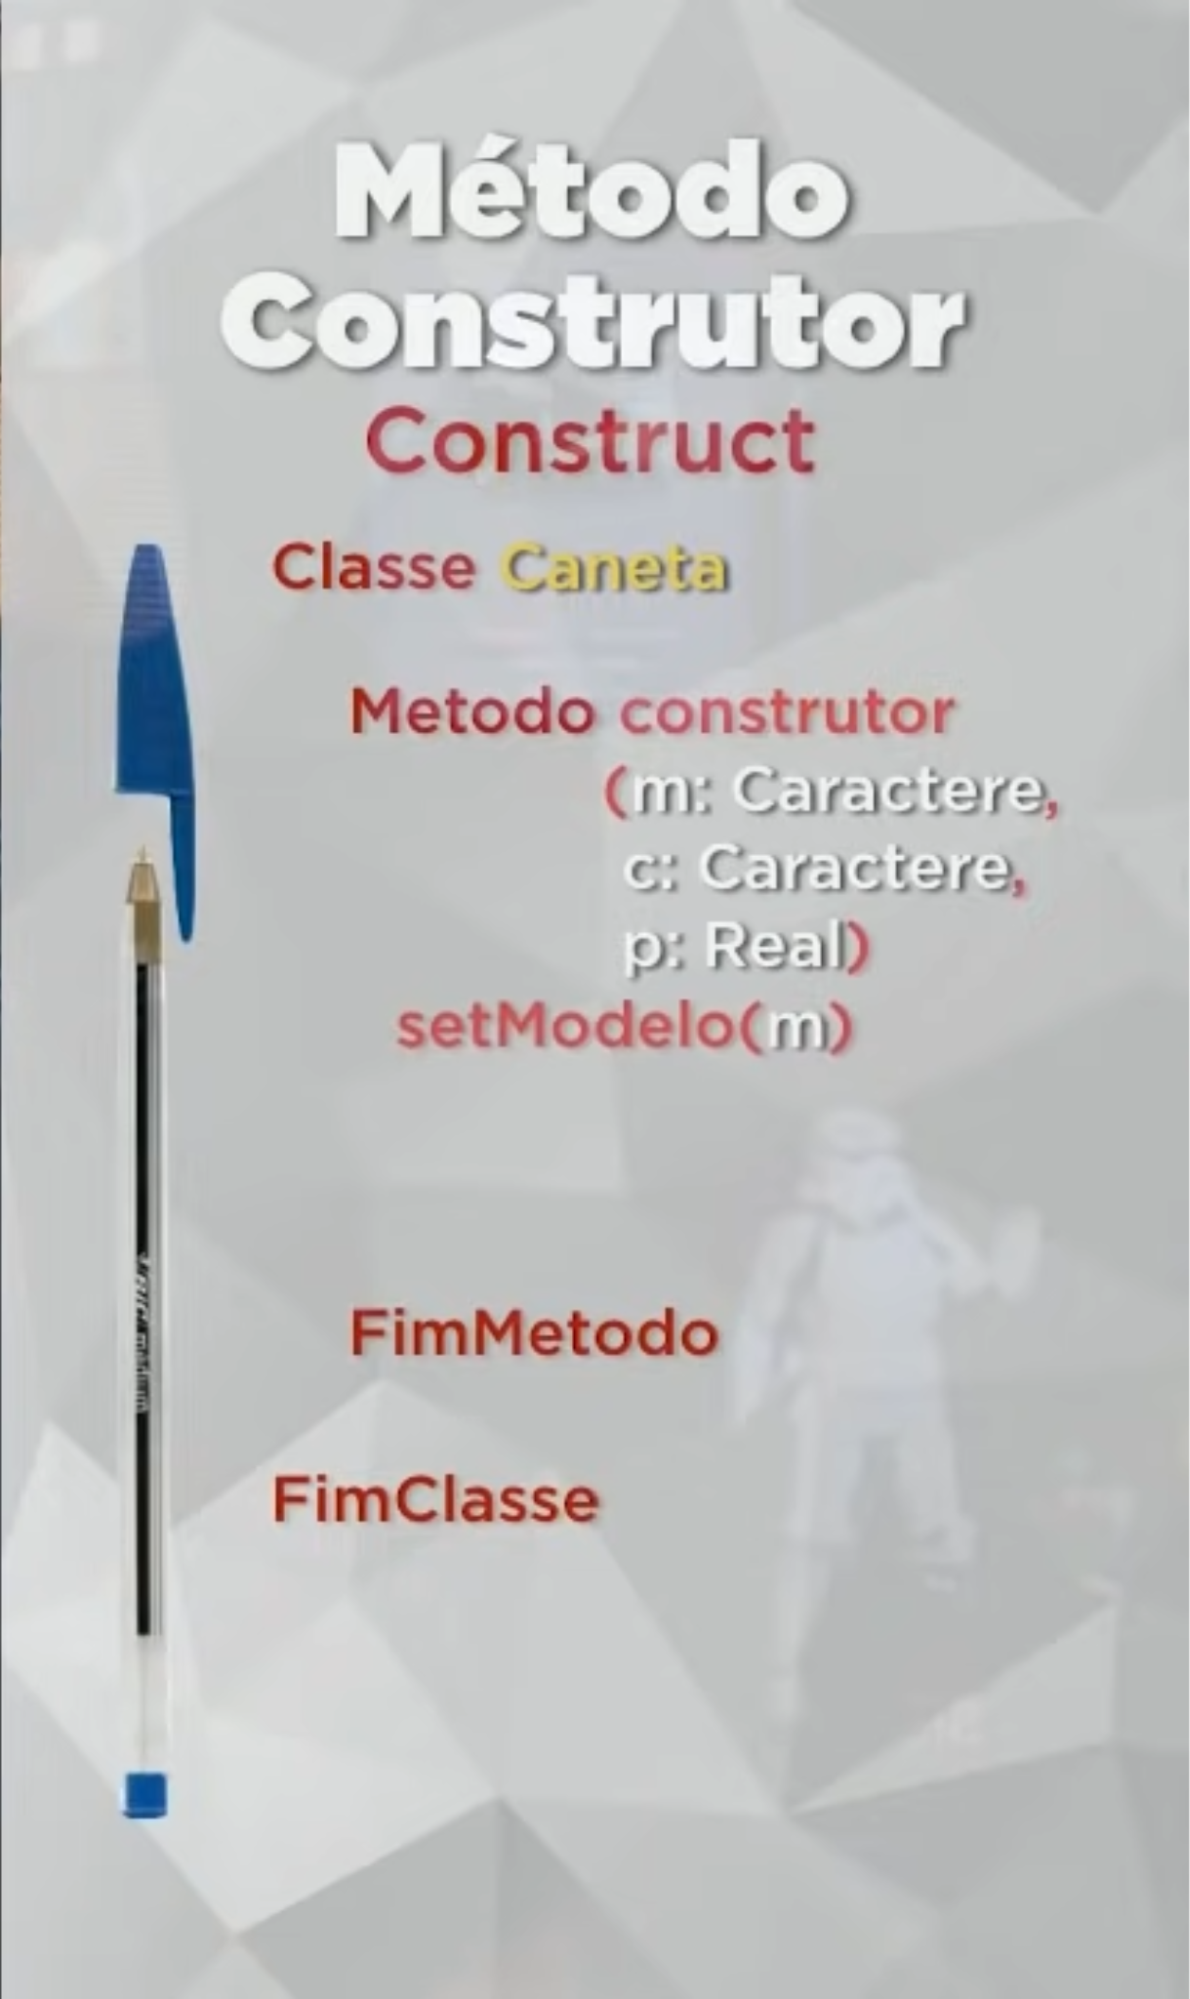 Método
Construtor
Construct
Classe Caneta
Metodo construtor
(m: Caractere,
c: Caractere,
p: Real)
setModelo(m)
FimMetodo
FimClasse